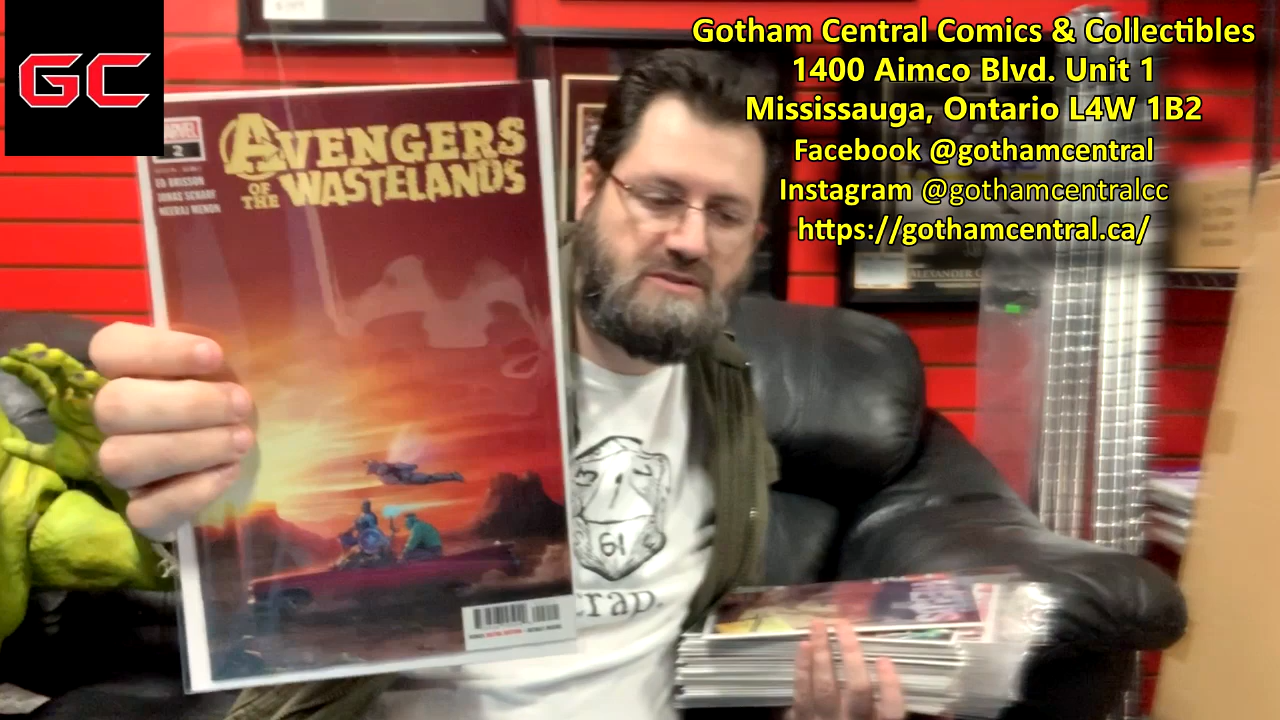 GC
Gotham Central Comics & Collectibles
1400 Aimco Blvd. Unit 1
Mississauga, Ontario L4W 1B2
Facebook @gothamcentral
Instagram @gothamcentralcc
https://gothamcentral.ca/
MARVEL
2
ED BRISSON
JONAS SCHARF
NEERAJ MENON
AVENGERS
OF THE
WASTELANDS
ALEXANDER
61